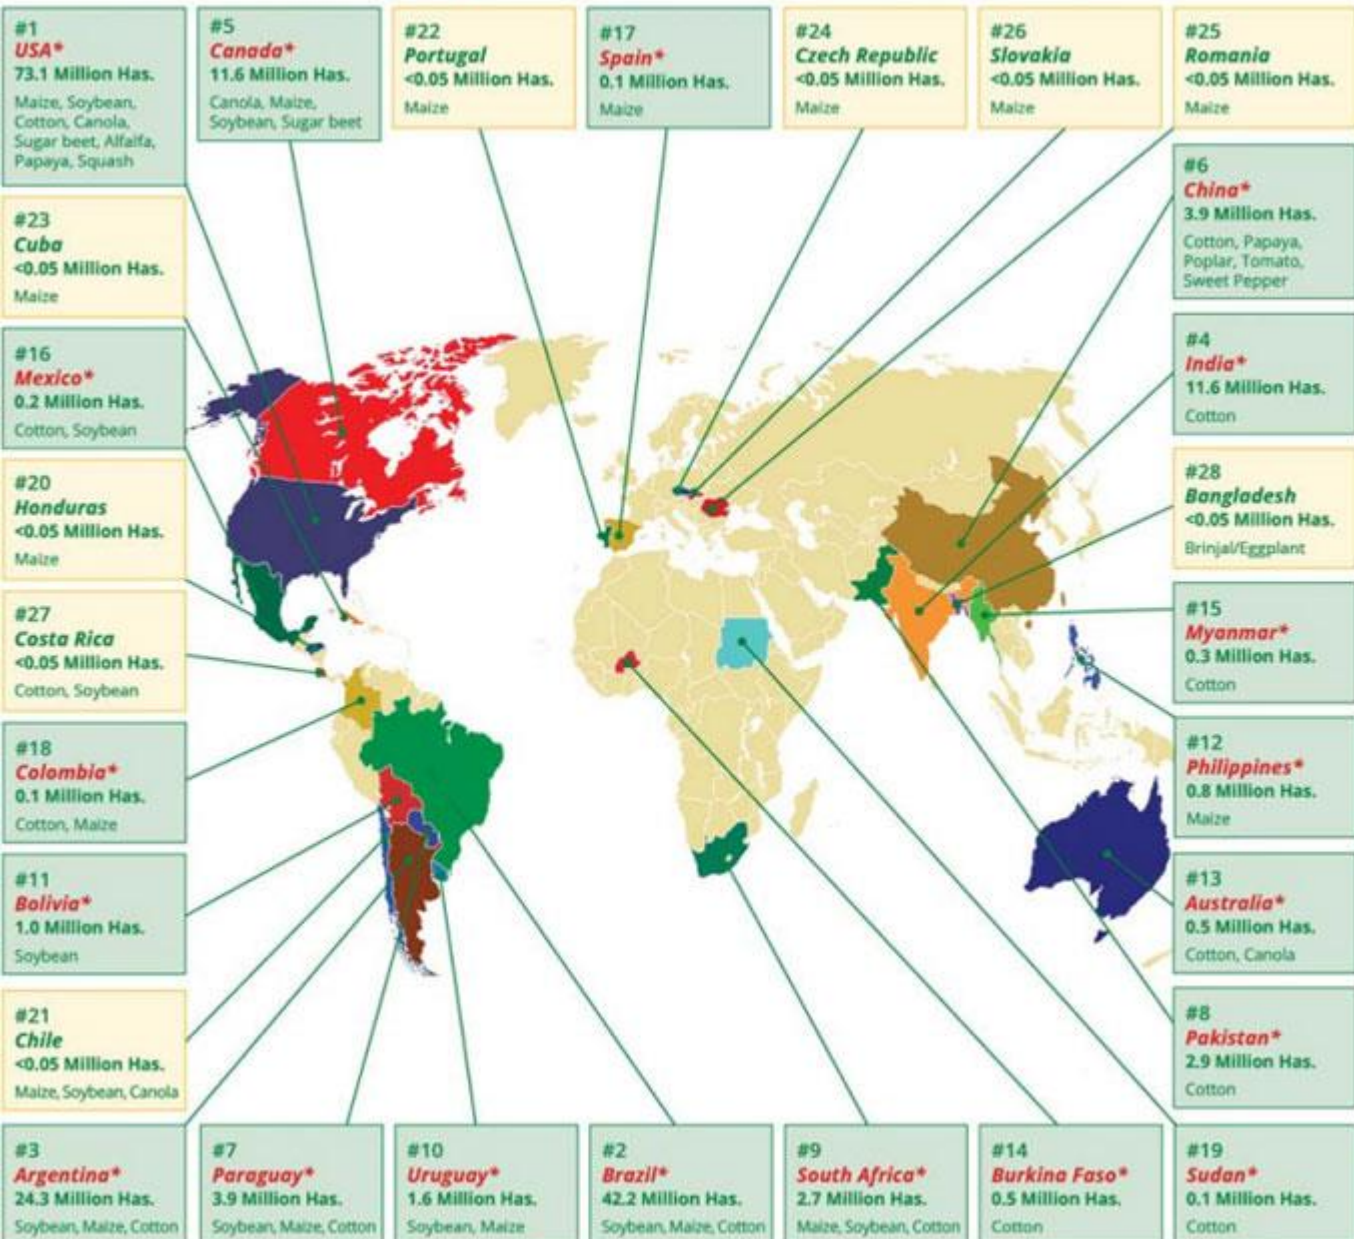 #1
USA*
73.1 Million Has.
Maize, Soybean,
Cotton, Canola,
Sugar beet, Alfalfa,
Papaya, Squash
#5
Canada*
11.6 Million Has.
Canola, Maize,
Soybean, Sugar beet
#22
Portugal
<0.05 Million Has.
Maize
#17
Spain*
0.1 Million Has.
Maize
#24
Czech Republic
<0.05 Million Has.
Maize
#26
Slovakia
<0.05 Million Has.
Maize
#25
Romania
<0.05 Million Has.
Maize
#23
Cuba
<0.05 Million Has.
Maize
#16
Mexico*
0.2 Million Has.
Cotton, Soybean
#20
Honduras
<0.05 Million Has.
Maize
#27
Costa Rica
<0.05 Million Has.
Cotton, Soybean
#18
Colombia*
0.1 Million Has.
Cotton, Maize
#11
Bolivia*
1.0 Million Has.
Soybean
#21
Chile
<0.05 Million Has.
Maize, Soybean, Canola
#6
China*
3.9 Million Has.
Cotton, Papaya,
Poplar, Tomato,
Sweet Pepper
#4
India*
11.6 Million Has.
Cotton
#28
Bangladesh
<0.05 Million Has.
Brinjal/Eggplant
#15
Myanmar*
0.3 Million Has.
Cotton
#12
Philippines*
0.8 Million Has.
Maize
#13
Australia*
0.5 Million Has.
Cotton, Canola
#8
Pakistan*
2.9 Million Has.
Cotton
#3
Argentina*
24.3 Million Has.
Soybean, Maize, Cotton
#7
Paraguay*
3.9 Million Has.
Soybean, Maize, Cotton
#10
Uruguay*
1.6 Million Has.
Soybean, Maize
#2
Brazil*
42.2 Million Has.
Soybean, Maize, Cotton
#9
South Africa*
2.7 Million Has.
Maize, Soybean, Cotton
#14
Burkina Faso*
0.5 Million Has.
Cotton
#19
Sudan*
0.1 Million Has.
Cotton